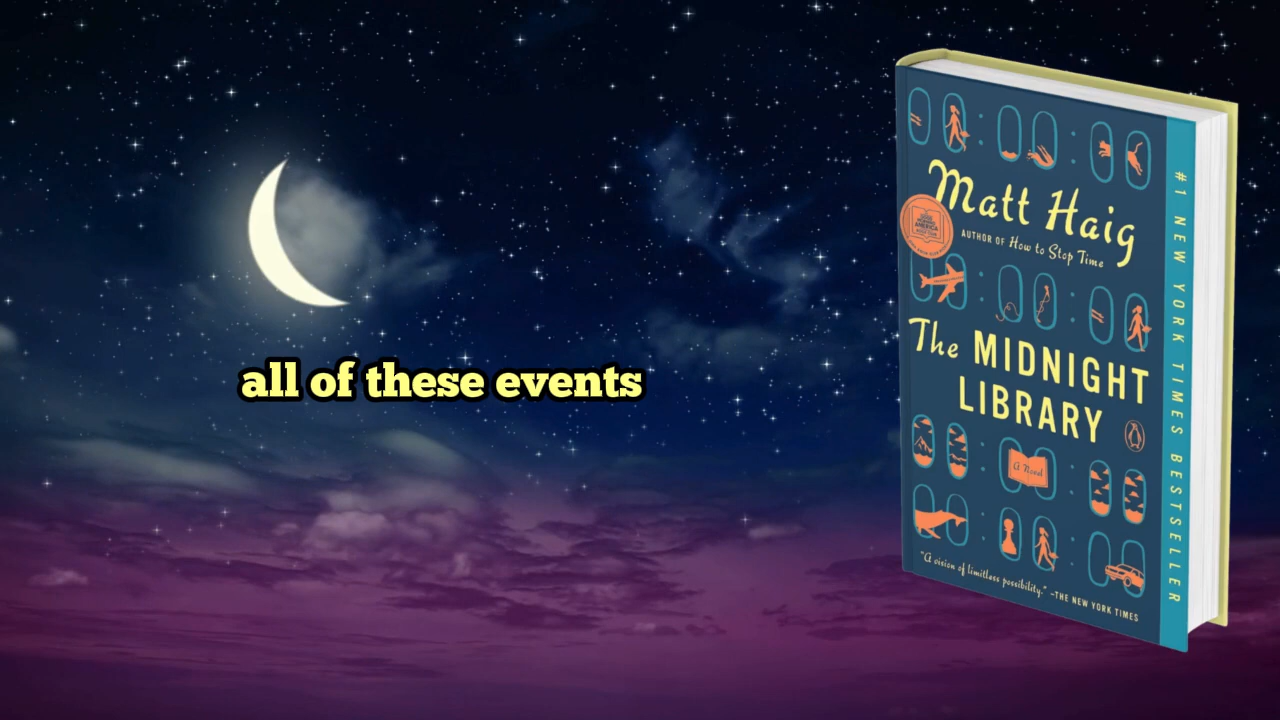 all of these events
Matt Haig
AUTHOR OF How to Stop Time
The MIDNIGHT
LIBRARY
A Novel
"A vision of limitless possibility." –THE NEW YORK TIMES
#1 NEW YORK TIMES BESTSELLER